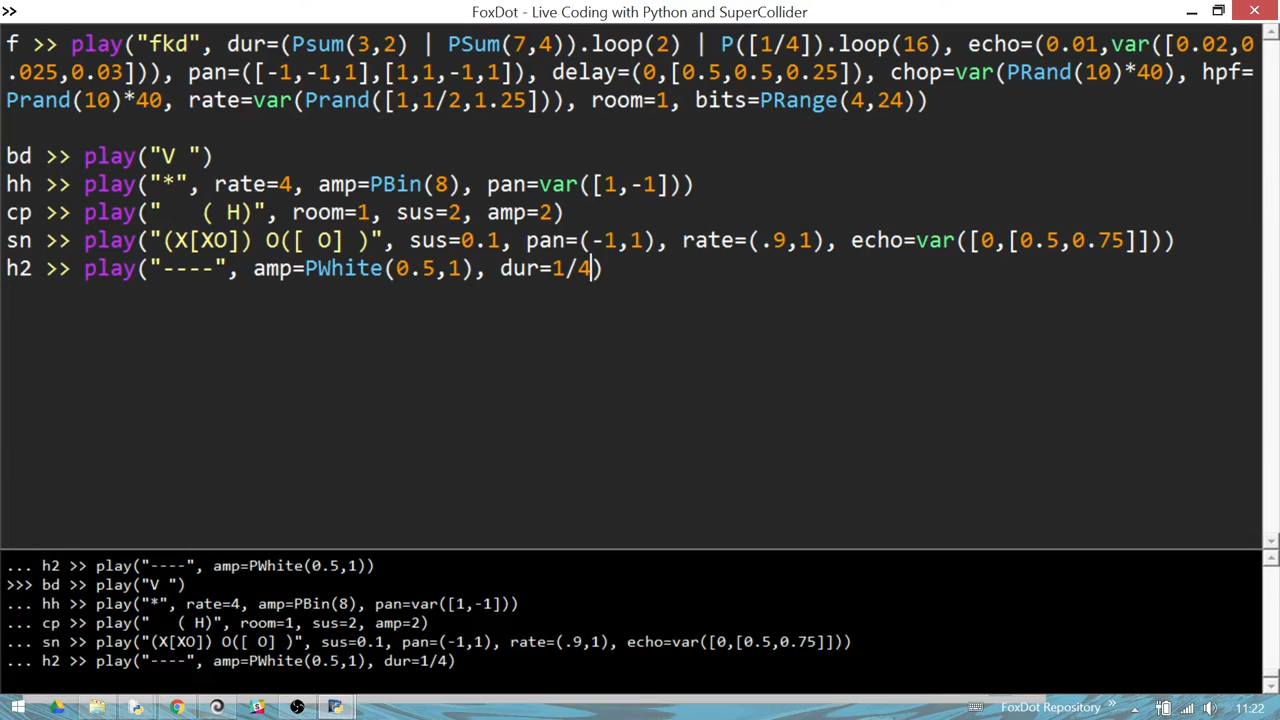 FoxDot - Live Coding with Python and SuperCollider
f >> play("fkd", dur=(Psum(3,2) | PSum(7,4)).loop(2) | P([1/4]).loop(16), echo=(0.01,var([0.02,0
.025,0.03])), pan=([-1,-1,1],[1,1,-1,1]), delay=(0,[0.5,0.5,0.25]), chop=var(PRand(10)*40), hpf=
Prand(10)*40, rate=var(Prand([1,1/2,1.25])), room=1, bits=PRange(4,24))
bd >> play("V ")
hh >> play("*", rate=4, amp=PBin(8), pan=var([1,-1]))
cp >> play("   ( H)", room=1, sus=2, amp=2)
sn >> play("(X[XO]) O([ O] )", sus=0.1, pan=(-1,1), rate=(.9,1), echo=var([0,[0.5,0.75]]))
h2 >> play("----", amp=PWhite(0.5,1), dur=1/4)
... h2 >> play("----", amp=PWhite(0.5,1))
>>> bd >> play("V ")
... hh >> play("*", rate=4, amp=PBin(8), pan=var([1,-1]))
... cp >> play("   ( H)", room=1, sus=2, amp=2)
... sn >> play("(X[XO]) O([ O] )", sus=0.1, pan=(-1,1), rate=(.9,1), echo=var([0,[0.5,0.75]]))
... h2 >> play("----", amp=PWhite(0.5,1), dur=1/4)
FoxDot Repository
11:22